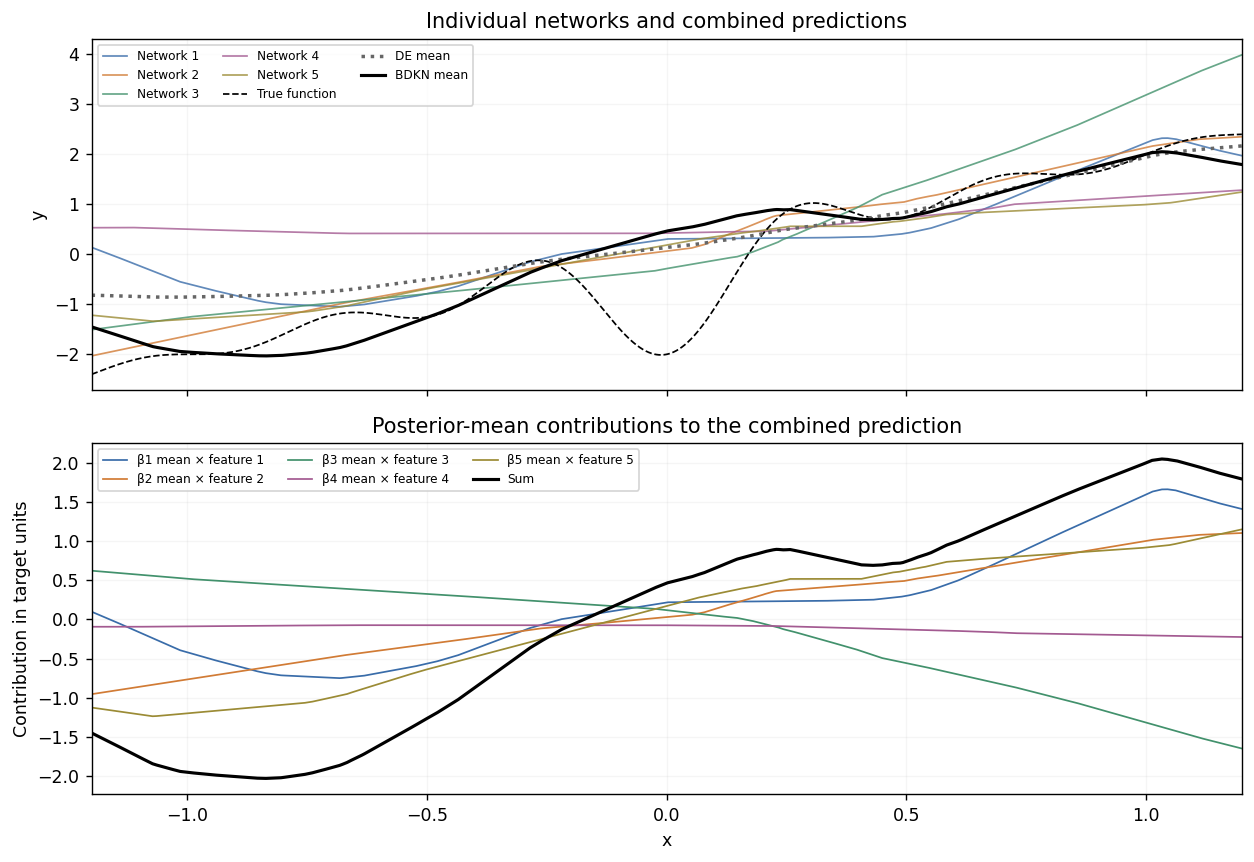 Individual networks and combined predictions
Network 1
Network 2
Network 3
Network 4
Network 5
True function
DE mean
BDKN mean
y
4
3
2
1
0
−1
−2
Posterior-mean contributions to the combined prediction
β1 mean × feature 1
β2 mean × feature 2
β3 mean × feature 3
β4 mean × feature 4
β5 mean × feature 5
Sum
Contribution in target units
2.0
1.5
1.0
0.5
0.0
−0.5
−1.0
−1.5
−2.0
−1.0
−0.5
0.0
0.5
1.0
x